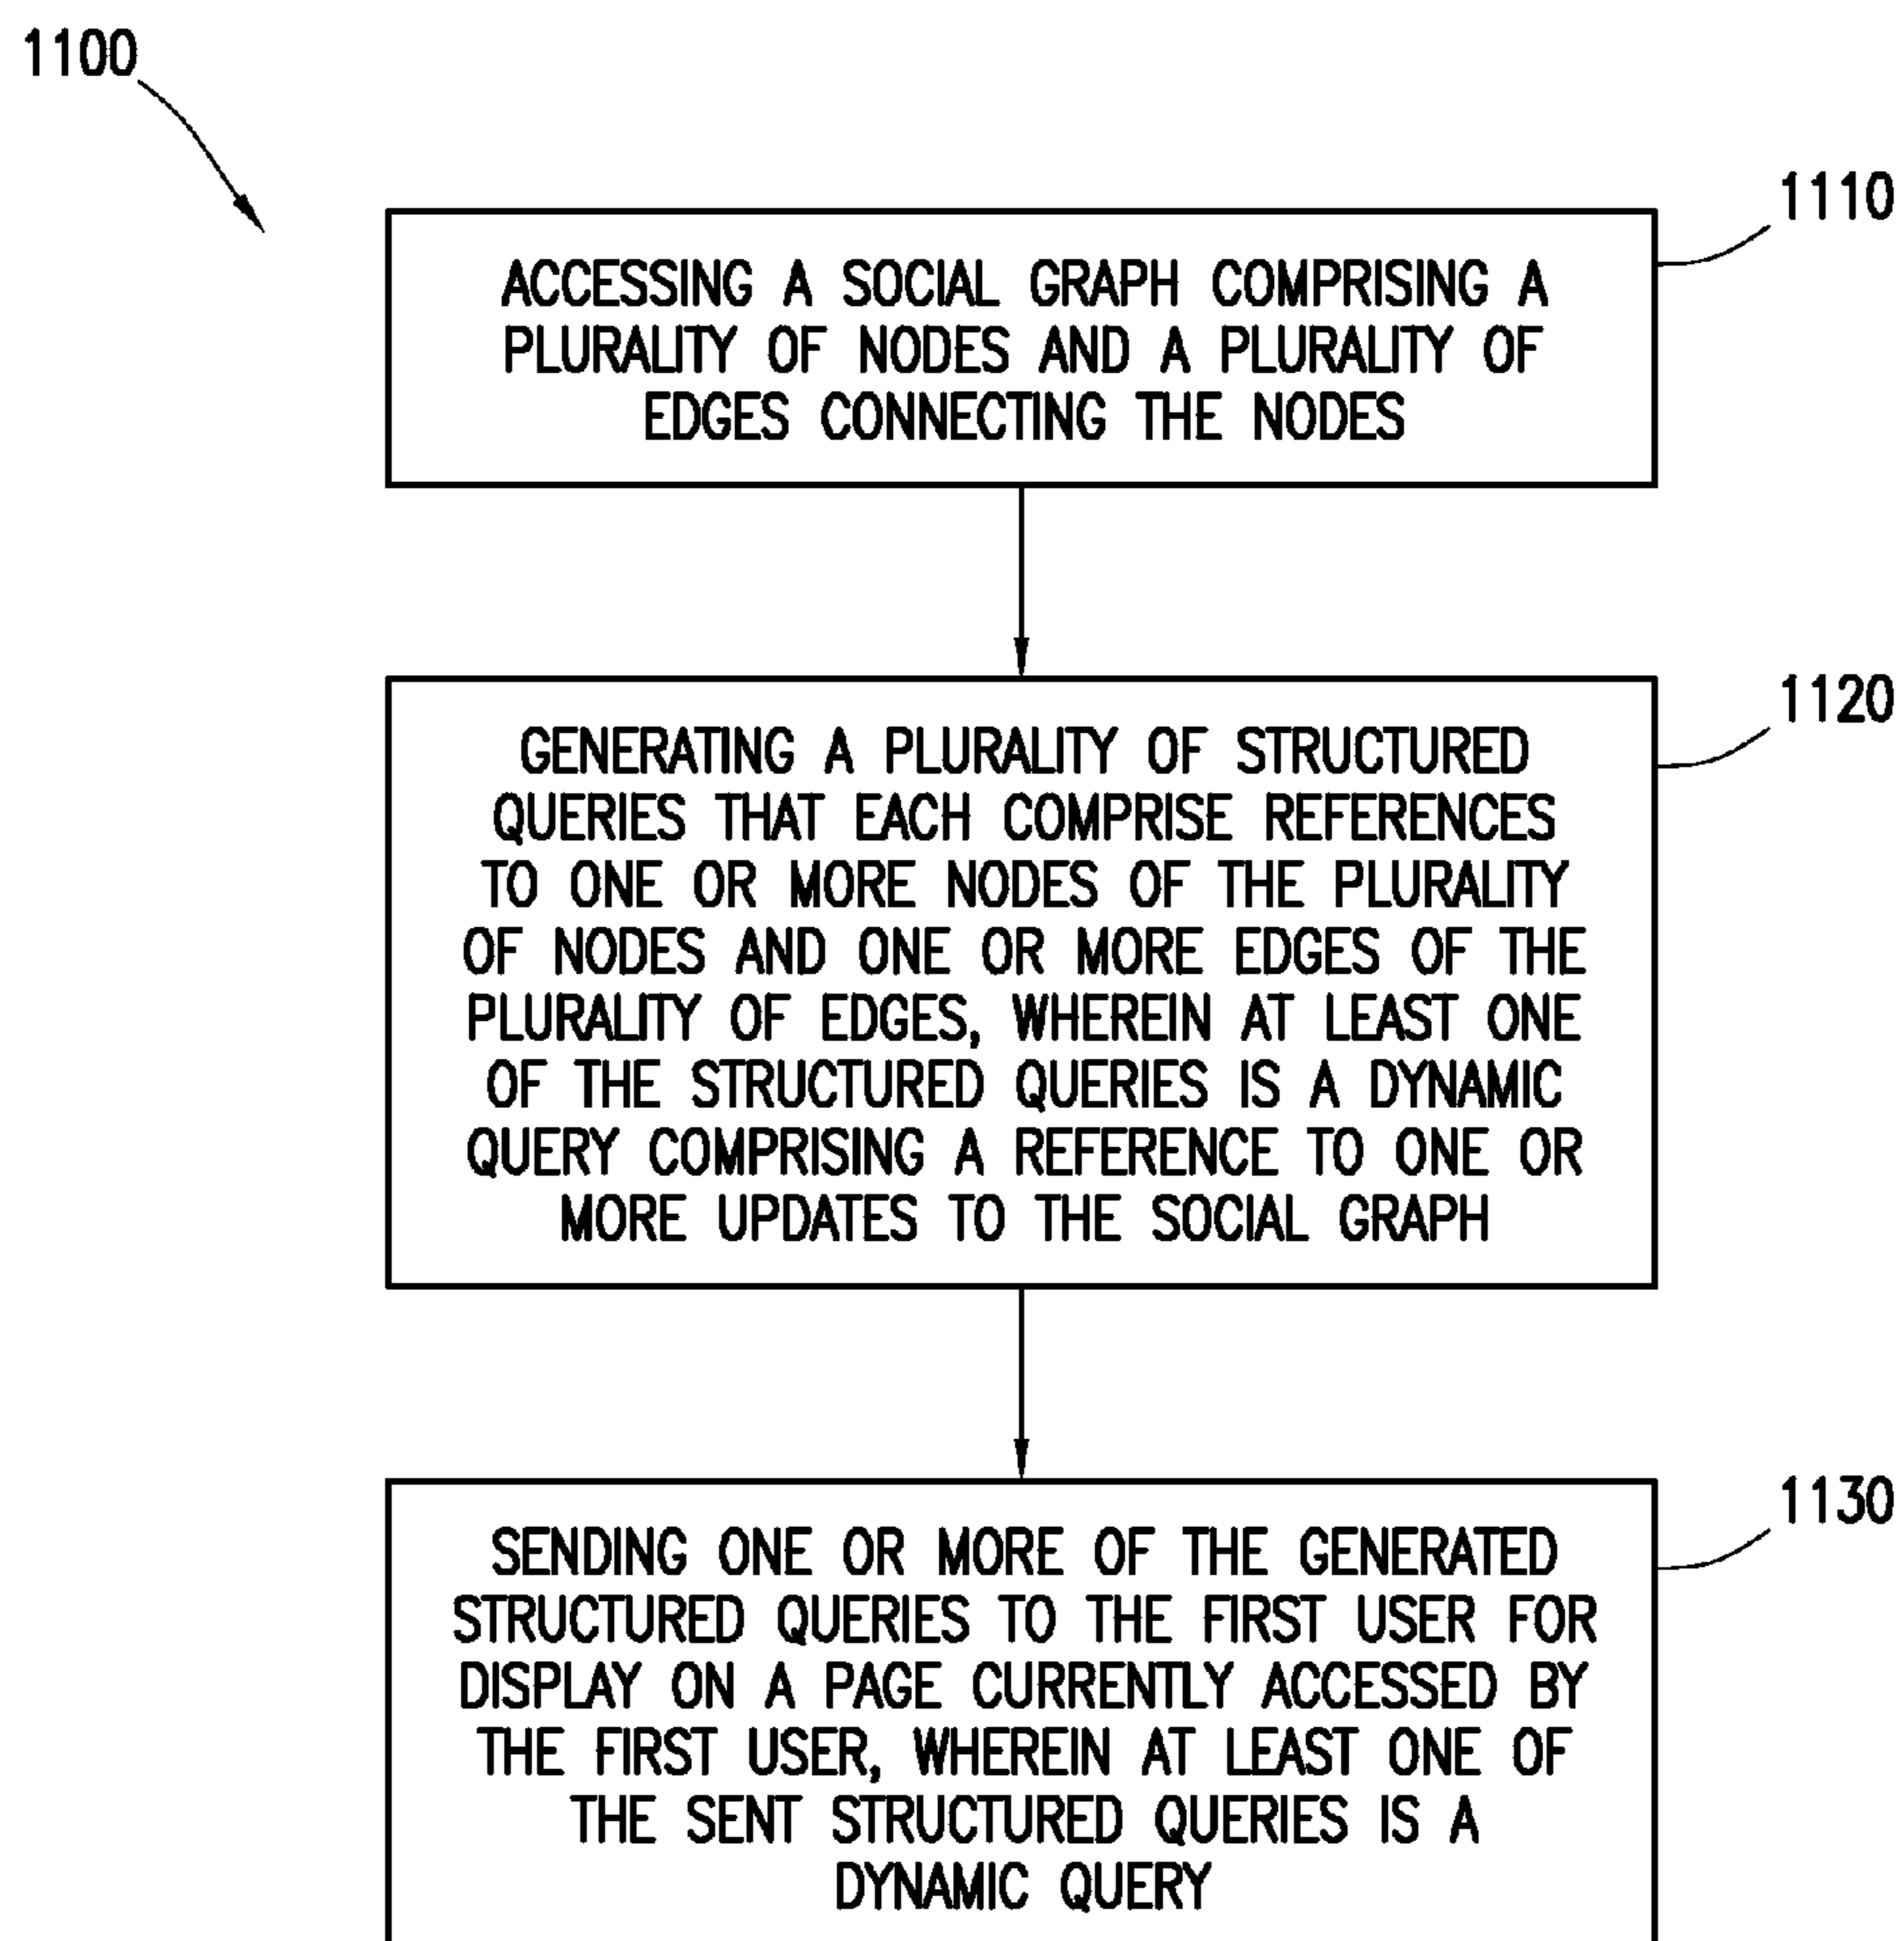 1100
1110
ACCESSING A SOCIAL GRAPH COMPRISING A
PLURALITY OF NODES AND A PLURALITY OF
EDGES CONNECTING THE NODES
1120
GENERATING A PLURALITY OF STRUCTURED
QUERIES THAT EACH COMPRISE REFERENCES
TO ONE OR MORE NODES OF THE PLURALITY
OF NODES AND ONE OR MORE EDGES OF THE
PLURALITY OF EDGES, WHEREIN AT LEAST ONE
OF THE STRUCTURED QUERIES IS A DYNAMIC
QUERY COMPRISING A REFERENCE TO ONE OR
MORE UPDATES TO THE SOCIAL GRAPH
1130
SENDING ONE OR MORE OF THE GENERATED
STRUCTURED QUERIES TO THE FIRST USER FOR
DISPLAY ON A PAGE CURRENTLY ACCESSED BY
THE FIRST USER, WHEREIN AT LEAST ONE OF
THE SENT STRUCTURED QUERIES IS A
DYNAMIC QUERY